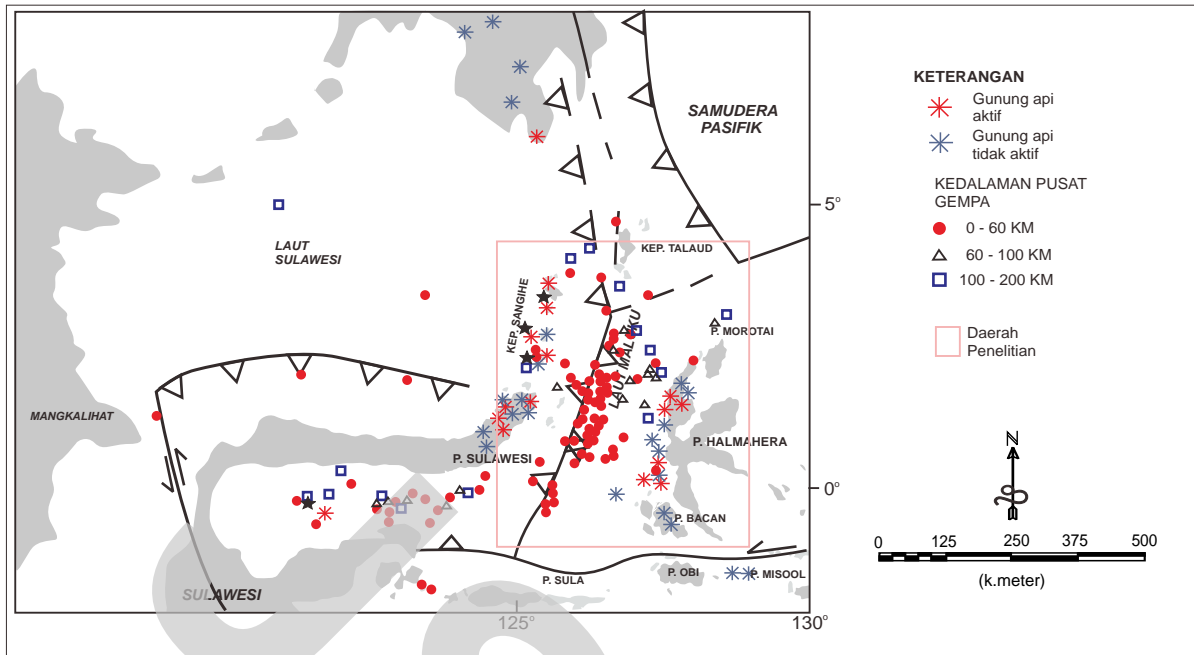 SAMUDERA
PASIFIK
5°
KEP. TALAUD
LAUT
SULAWESI
KEP. SANGIHE
LAUT MALUKU
P. MOROTAI
MANGKALIHAT
P. HALMAHERA
P. SULAWESI
0°
P. BACAN
P. SULA
P. OBI
P. MISOOL
SULAWESI
125°
130°
KETERANGAN
Gunung api
aktif
Gunung api
tidak aktif
KEDALAMAN PUSAT
GEMPA
0 - 60 KM
60 - 100 KM
100 - 200 KM
Daerah
Penelitian
N
0 125 250 375 500
(k.meter)